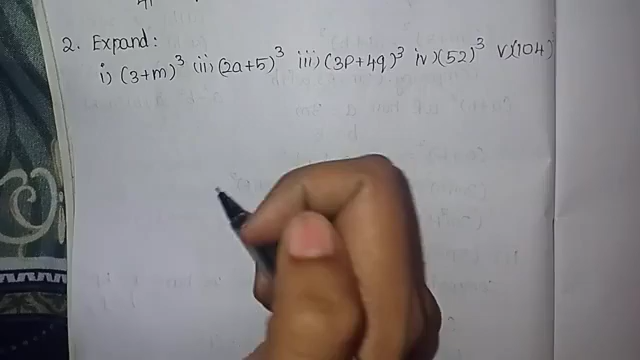 2. Expand:
i) (3+m)³ (ii) (2a+5)³ iii) (3p+4q)³ iv) (52)³ v) (104)